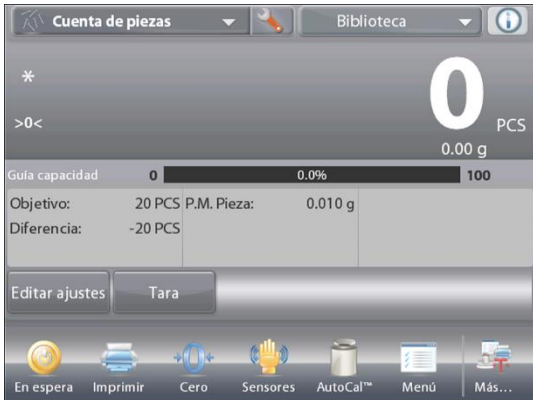 Cuenta de piezas Biblioteca
*
0
>0< PCS
0.00 g
Guía capacidad 0 0.0% 100
Objetivo: 20 PCS P.M. Pieza: 0.010 g
Diferencia: -20 PCS
Editar ajustes Tara
En espera Imprimir Cero Sensores AutoCal™ Menú Más...